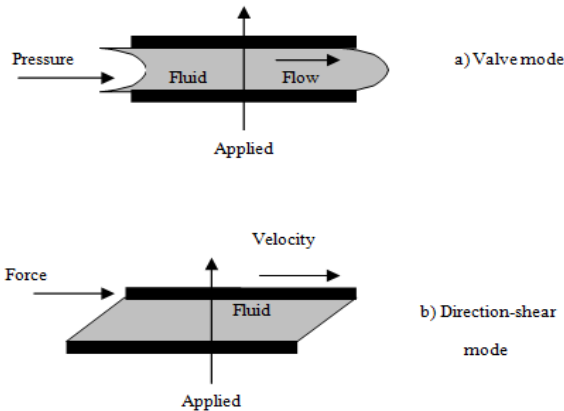 Pressure
Fluid
Flow
a) Valve mode
Applied
Velocity
Force
Fluid
b) Direction-shear
mode
Applied